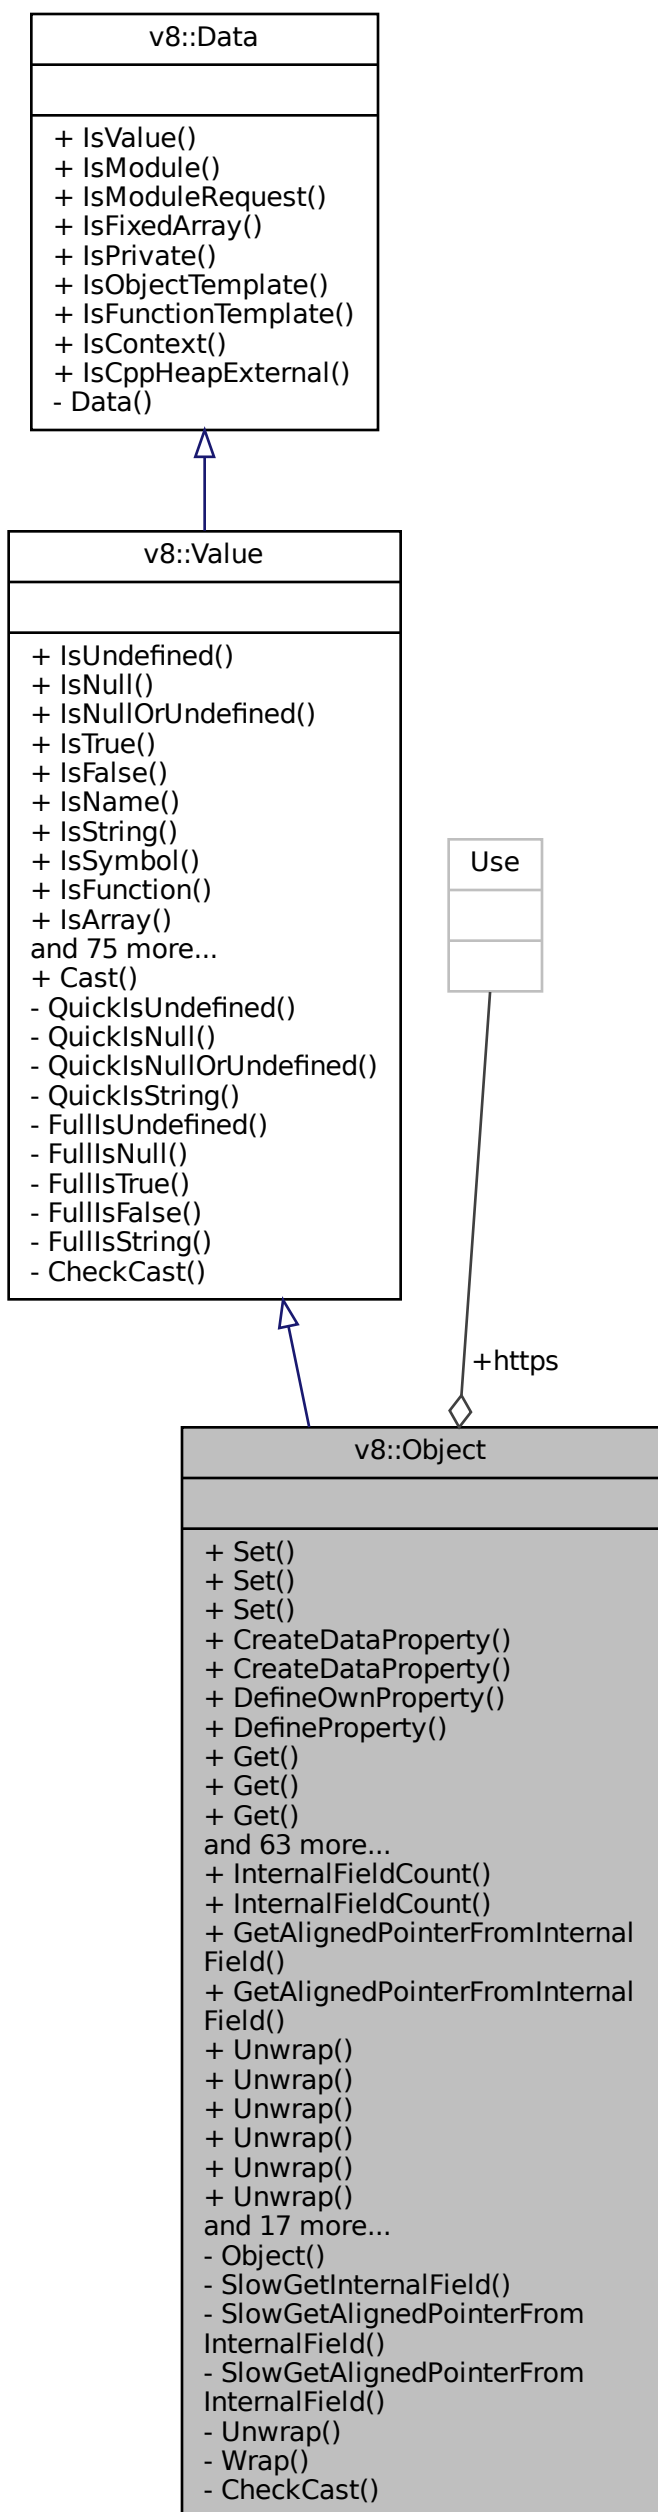 v8::Data
+ IsValue()
+ IsModule()
+ IsModuleRequest()
+ IsFixedArray()
+ IsPrivate()
+ IsObjectTemplate()
+ IsFunctionTemplate()
+ IsContext()
+ IsCppHeapExternal()
- Data()
v8::Value
+ IsUndefined()
+ IsNull()
+ IsNullOrUndefined()
+ IsTrue()
+ IsFalse()
+ IsName()
+ IsString()
+ IsSymbol()
+ IsFunction()
+ IsArray()
and 75 more...
+ Cast()
- QuickIsUndefined()
- QuickIsNull()
- QuickIsNullOrUndefined()
- QuickIsString()
- FullIsUndefined()
- FullIsNull()
- FullIsTrue()
- FullIsFalse()
- FullIsString()
- CheckCast()
Use
+https
v8::Object
+ Set()
+ Set()
+ Set()
+ CreateDataProperty()
+ CreateDataProperty()
+ DefineOwnProperty()
+ DefineProperty()
+ Get()
+ Get()
+ Get()
and 63 more...
+ InternalFieldCount()
+ InternalFieldCount()
+ GetAlignedPointerFromInternal
Field()
+ GetAlignedPointerFromInternal
Field()
+ Unwrap()
+ Unwrap()
+ Unwrap()
+ Unwrap()
+ Unwrap()
+ Unwrap()
and 17 more...
- Object()
- SlowGetInternalField()
- SlowGetAlignedPointerFrom
InternalField()
- SlowGetAlignedPointerFrom
InternalField()
- Unwrap()
- Wrap()
- CheckCast()